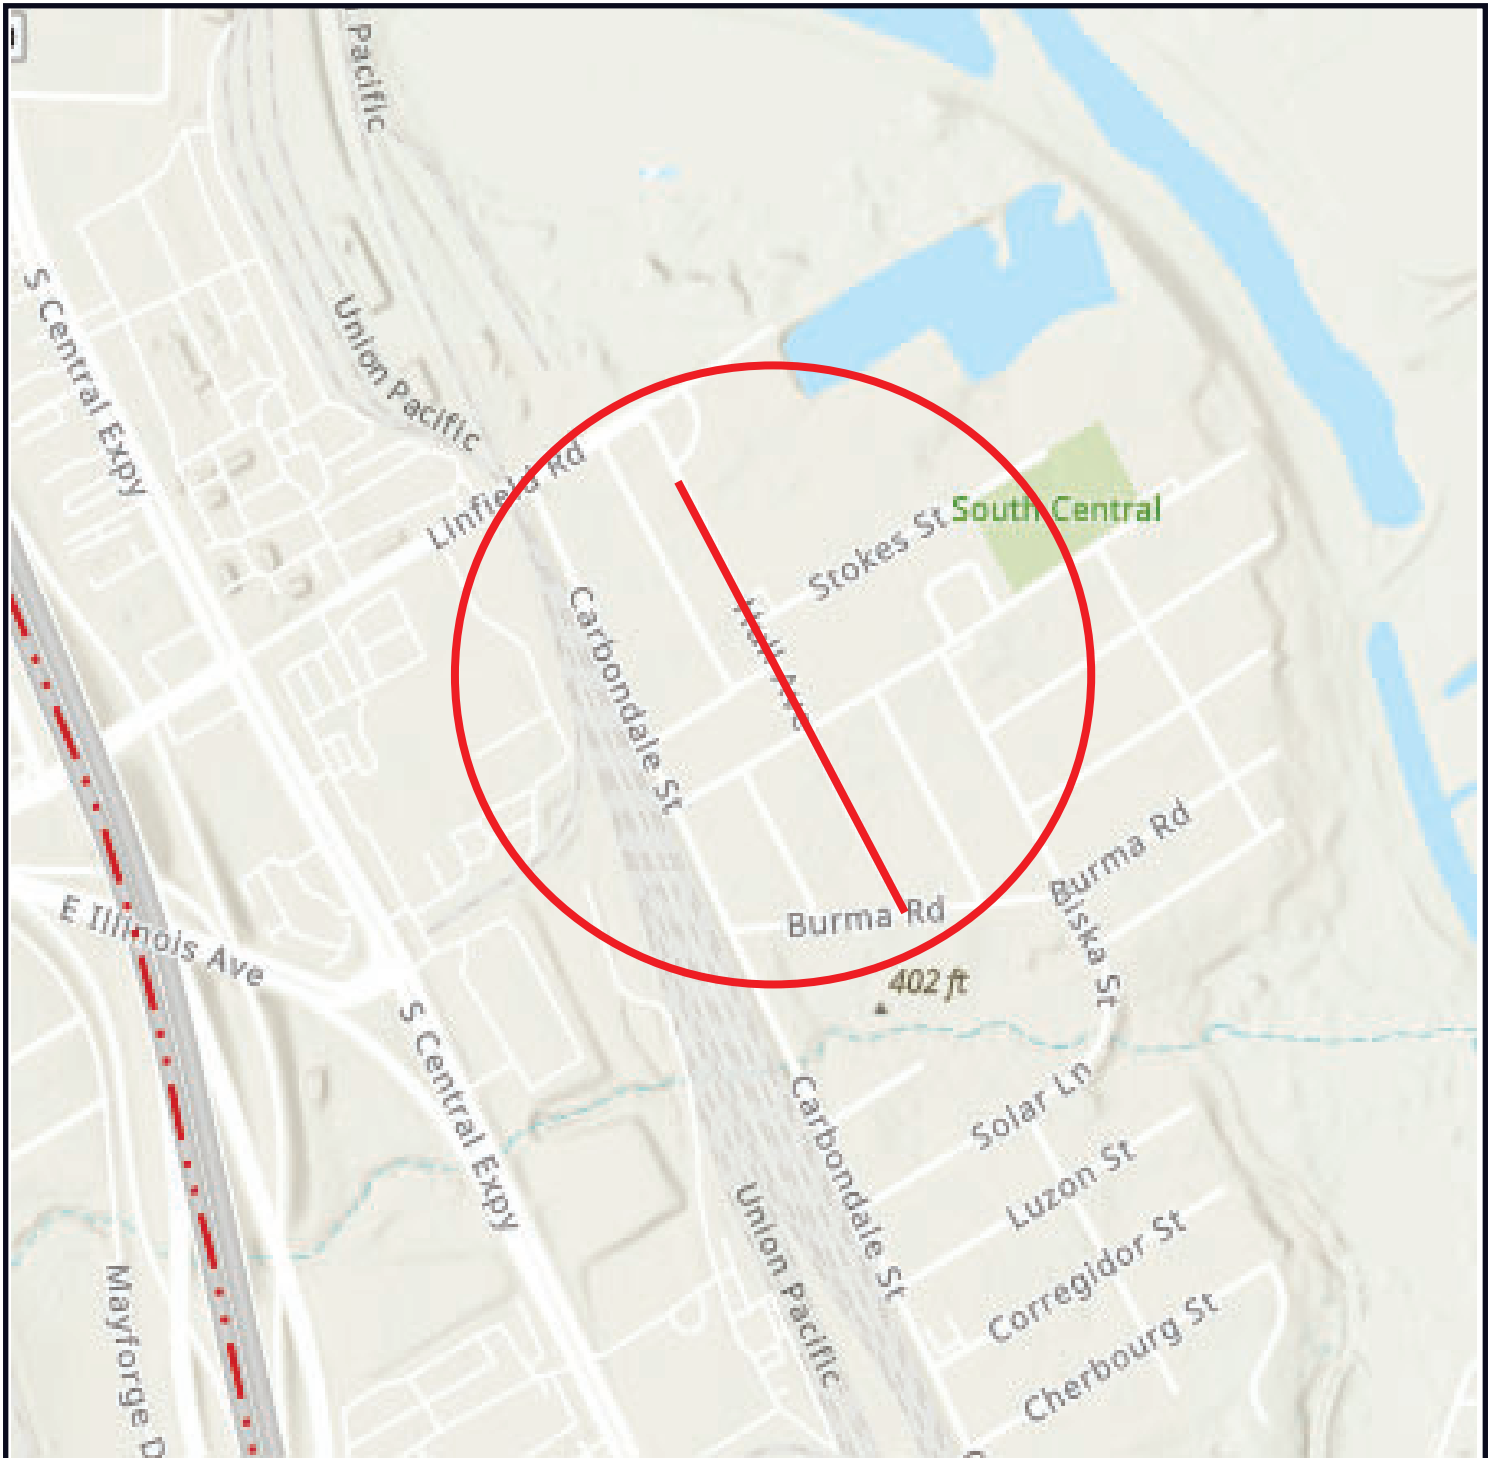 Pacific
S Central Expy
Union Pacific
Linfield Rd
South Central
Stokes St
Carbondale St
Hull Ave
Burma Rd
Burma Rd
Biska St
E Illinois Ave
402 ft
S Central Expy
Solar Ln
Carbondale St
Luzon St
Union Pacific
Corregidor St
Mayforge D
Cherbourg St